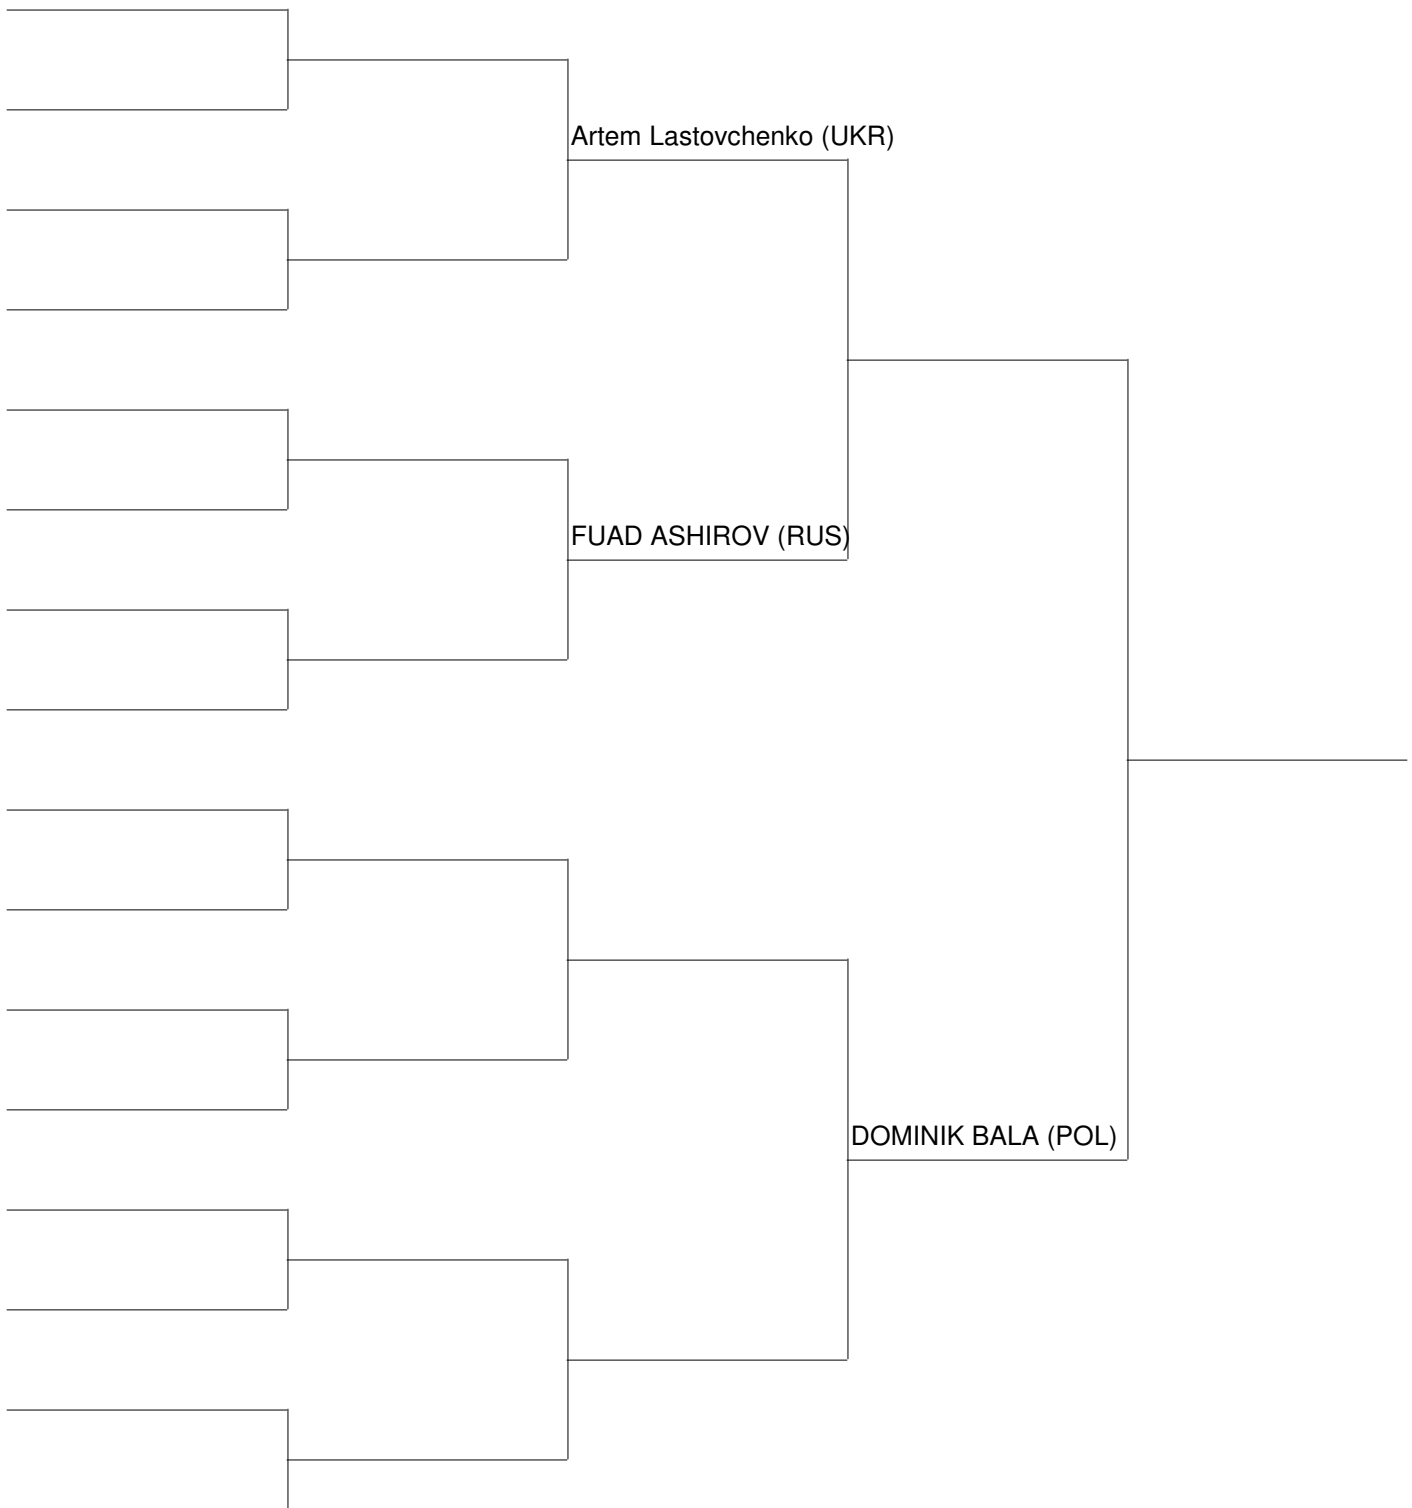 Artem Lastovchenko (UKR)
FUAD ASHIROV (RUS)
DOMINIK BALA (POL)